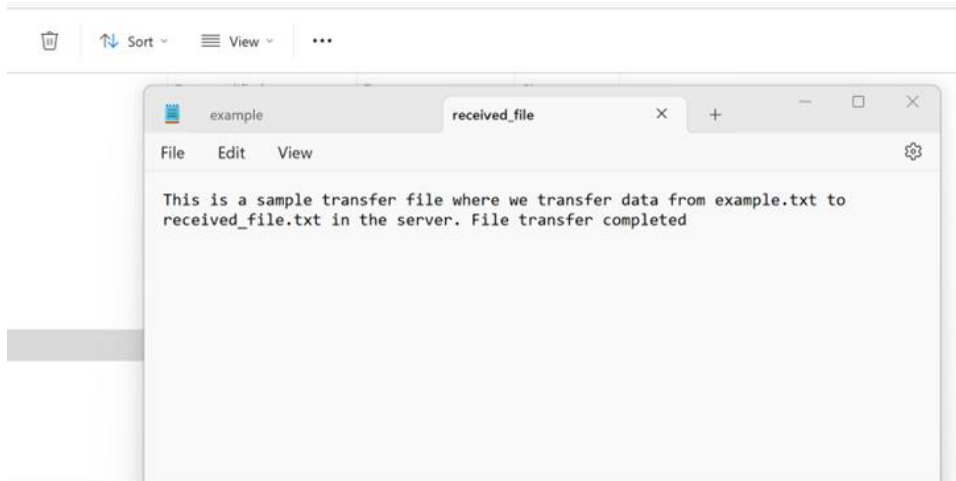 Sort
View
example
received_file
File Edit View
This is a sample transfer file where we transfer data from example.txt to
received_file.txt in the server. File transfer completed